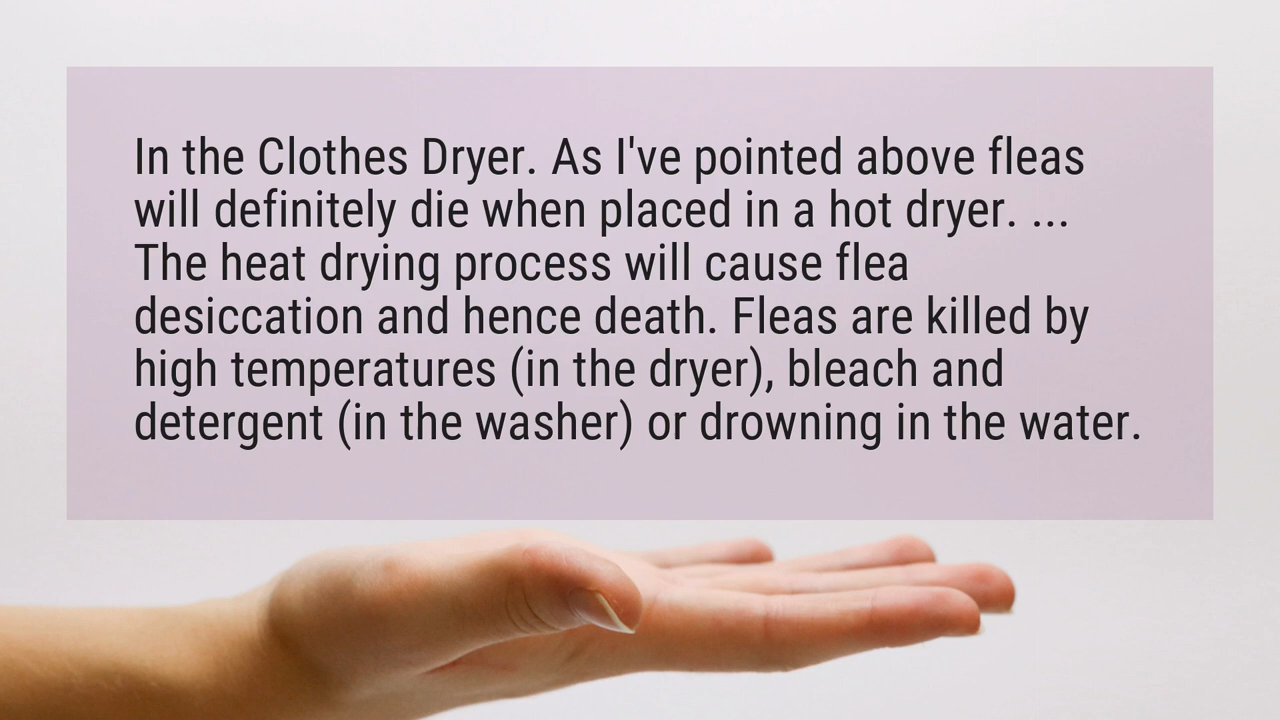 In the Clothes Dryer. As I've pointed above fleas
will definitely die when placed in a hot dryer. ...
The heat drying process will cause flea
desiccation and hence death. Fleas are killed by
high temperatures (in the dryer), bleach and
detergent (in the washer) or drowning in the water.